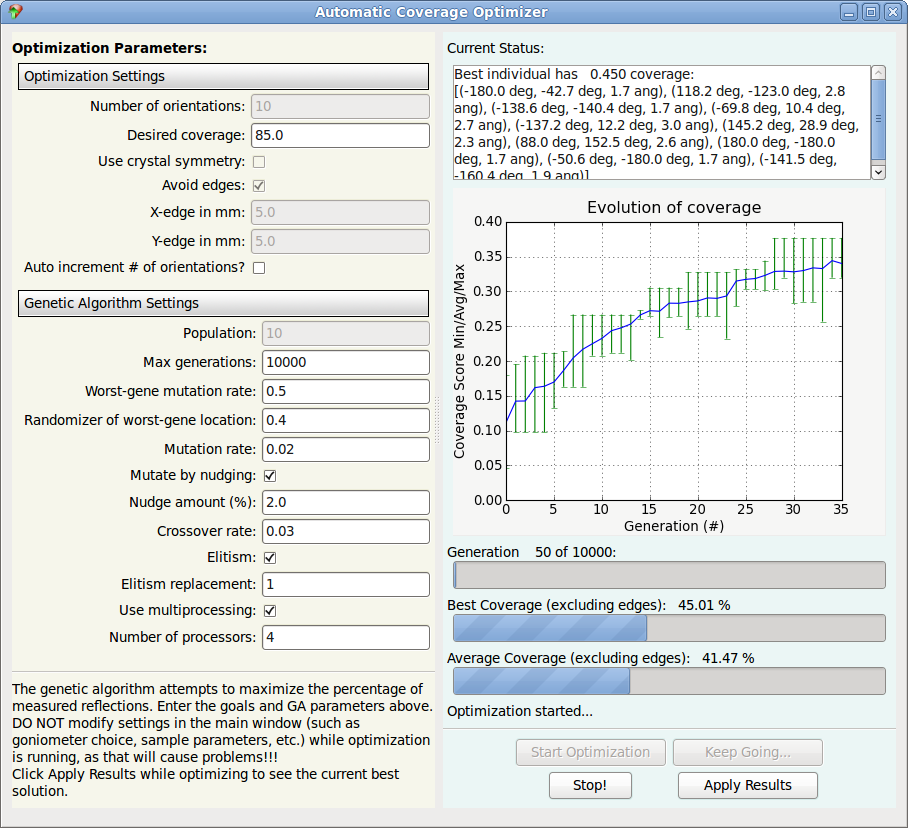 Automatic Coverage Optimizer
Optimization Parameters:
Optimization Settings
Number of orientations: 10
Desired coverage: 85.0
Use crystal symmetry:
Avoid edges:
X-edge in mm: 5.0
Y-edge in mm: 5.0
Auto increment # of orientations?
Genetic Algorithm Settings
Population: 10
Max generations: 10000
Worst-gene mutation rate: 0.5
Randomizer of worst-gene location: 0.4
Mutation rate: 0.02
Mutate by nudging:
Nudge amount (%): 2.0
Crossover rate: 0.03
Elitism:
Elitism replacement: 1
Use multiprocessing:
Number of processors: 4
The genetic algorithm attempts to maximize the percentage of
measured reflections. Enter the goals and GA parameters above.
DO NOT modify settings in the main window (such as
goniometer choice, sample parameters, etc.) while optimization
is running, as that will cause problems!!!
Click Apply Results while optimizing to see the current best
solution.
Current Status:
Best individual has 0.450 coverage:
[(-180.0 deg, -42.7 deg, 1.7 ang), (118.2 deg, -123.0 deg, 2.8
ang), (-138.6 deg, -140.4 deg, 1.7 ang), (-69.8 deg, 10.4 deg,
2.7 ang), (-137.2 deg, 12.2 deg, 3.0 ang), (145.2 deg, 28.9 deg,
2.3 ang), (88.0 deg, 152.5 deg, 2.6 ang), (180.0 deg, -180.0
deg, 1.7 ang), (-50.6 deg, -180.0 deg, 1.7 ang), (-141.5 deg,
-160.4 deg, 1.9 ang)]
Evolution of coverage
Coverage Score Min/Avg/Max
0.40
0.35
0.30
0.25
0.20
0.15
0.10
0.05
0.00
0 5 10 15 20 25 30 35
Generation (#)
Generation 50 of 10000:
Best Coverage (excluding edges): 45.01 %
Average Coverage (excluding edges): 41.47 %
Optimization started...
Start Optimization
Keep Going...
Stop!
Apply Results